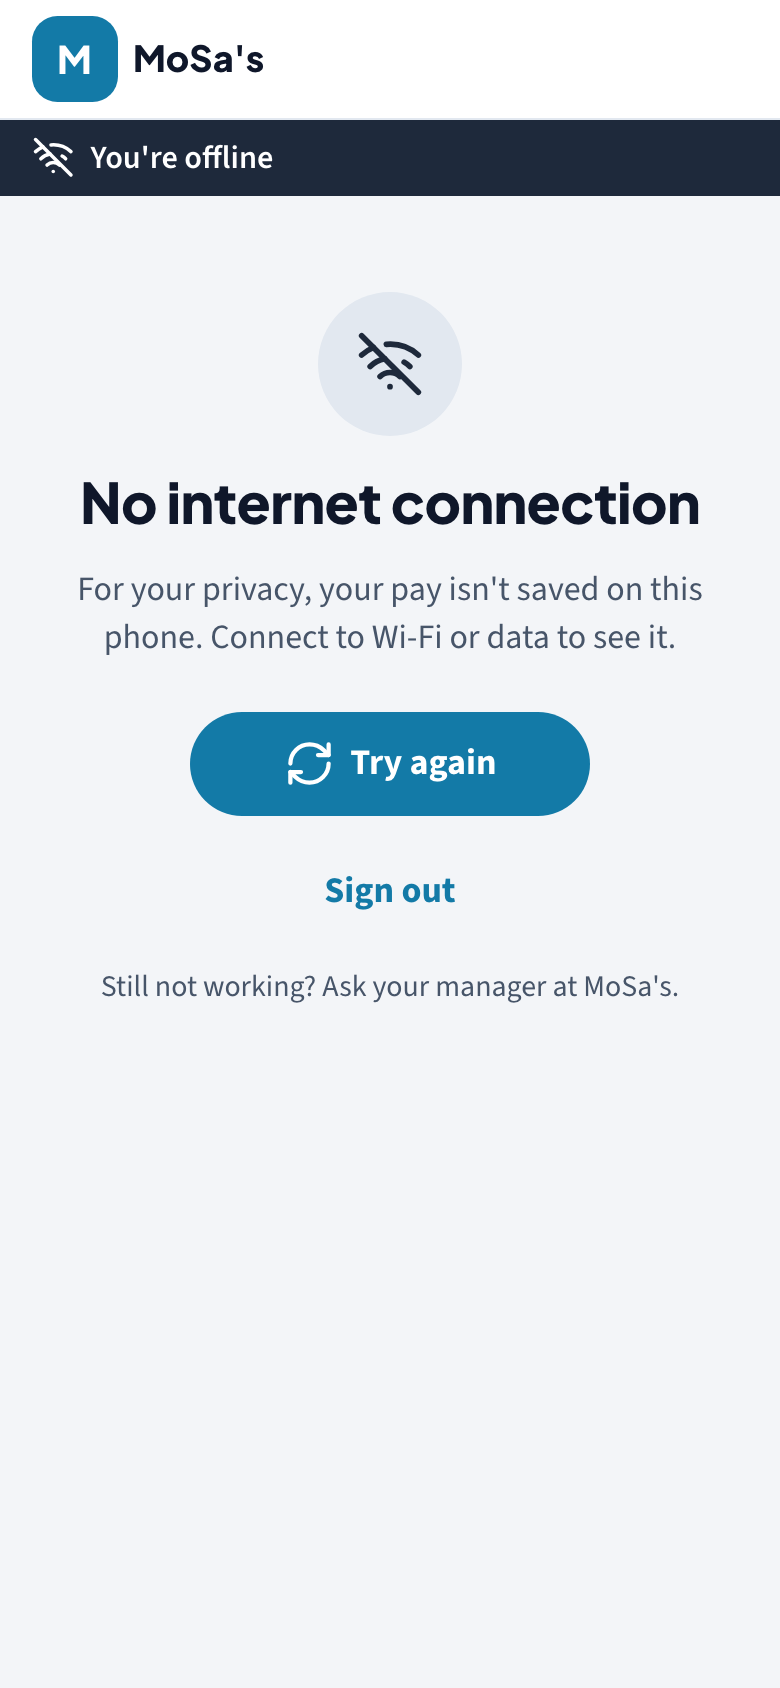 M
MoSa's
You're offline
No internet connection
For your privacy, your pay isn't saved on this
phone. Connect to Wi-Fi or data to see it.
Try again
Sign out
Still not working? Ask your manager at MoSa's.